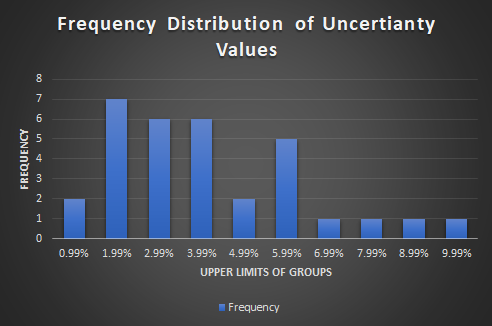 Frequency Distribution of Uncertianty
Values
8
7
6
5
4
3
2
1
0
FREQUENCY
0.99% 1.99% 2.99% 3.99% 4.99% 5.99% 6.99% 7.99% 8.99% 9.99%
UPPER LIMITS OF GROUPS
Frequency